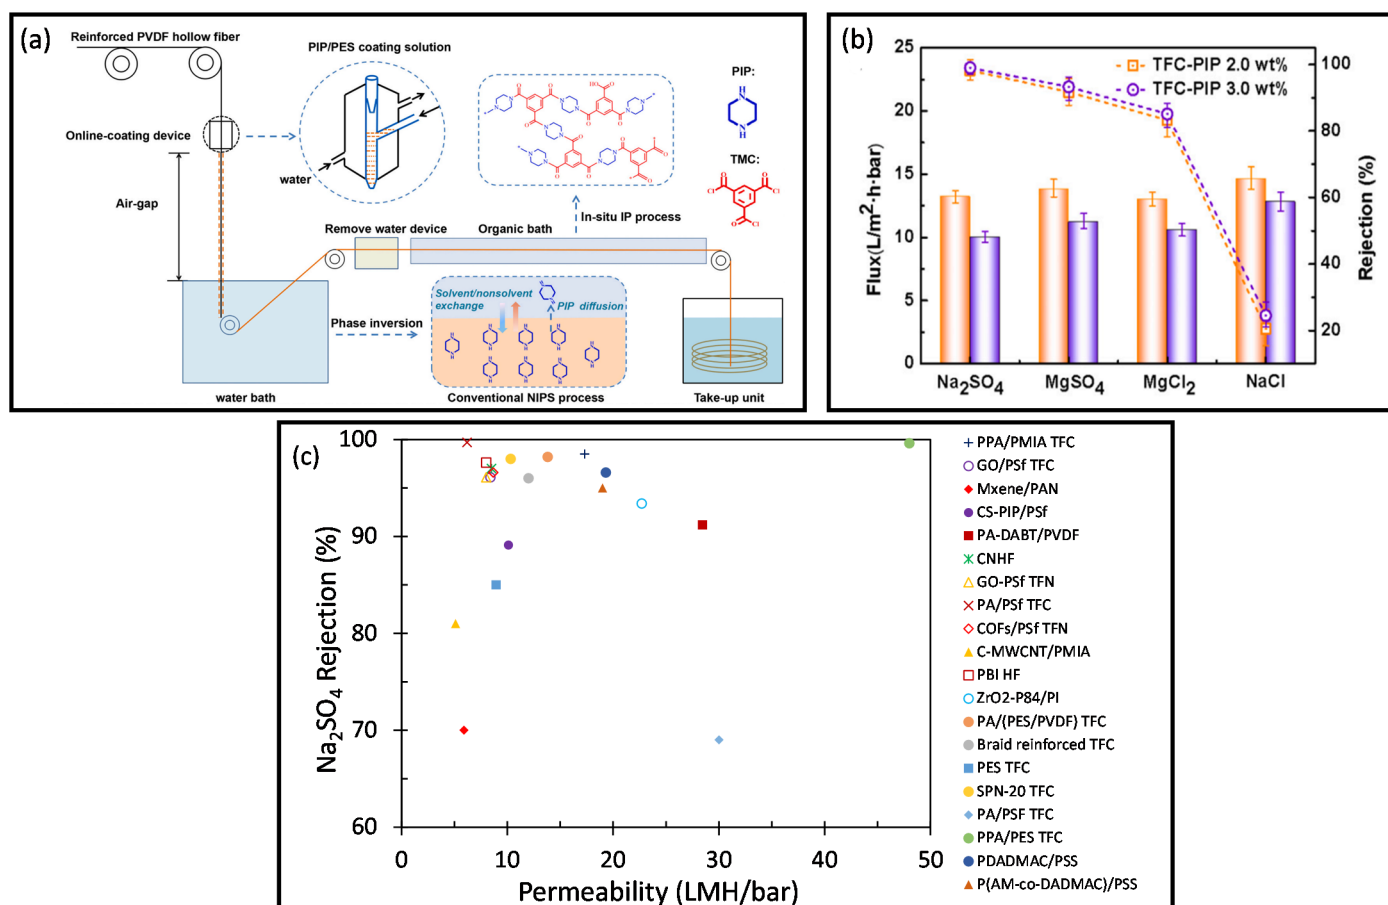 (a)
Reinforced PVDF hollow fiber
PIP/PES coating solution
Online-coating device
water
Air-gap
PIP:
TMC:
In-situ IP process
Remove water device
Organic bath
Solvent/nonsolvent
exchange
PIP diffusion
Phase inversion
water bath
Conventional NIPS process
Take-up unit
(b)
TFC-PIP 2.0 wt%
TFC-PIP 3.0 wt%
Flux(L/m²·h·bar)
25
20
15
10
5
0
Rejection (%)
100
80
60
40
20
Na₂SO₄
MgSO₄
MgCl₂
NaCl
(c)
Na₂SO₄ Rejection (%)
100
90
80
70
60
0
10
20
30
40
50
Permeability (LMH/bar)
PPA/PMIA TFC
GO/PSf TFC
Mxene/PAN
CS-PIP/PSf
PA-DABT/PVDF
CNHF
GO-PSf TFN
PA/PSf TFC
COFs/PSf TFN
C-MWCNT/PMIA
PBI HF
ZrO2-P84/PI
PA/(PES/PVDF) TFC
Braid reinforced TFC
PES TFC
SPN-20 TFC
PA/PSF TFC
PPA/PES TFC
PDADMAC/PSS
P(AM-co-DADMAC)/PSS